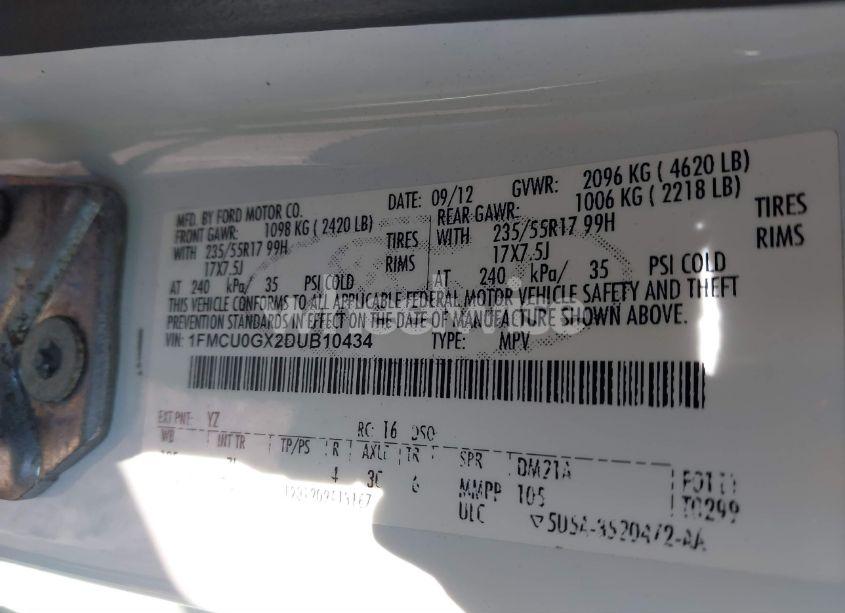 MFD. BY FORD MOTOR CO. DATE: 09/12 GVWR: 2096 KG ( 4620 LB)
FRONT GAWR: 1098 KG ( 2420 LB) REAR GAWR: 1006 KG ( 2218 LB)
WITH 235/55R17 99H TIRES WITH 235/55R17 99H TIRES
17X7.5J RIMS 17X7.5J RIMS
AT 240 kPa/ 35 PSI COLD AT 240 kPa/ 35 PSI COLD
THIS VEHICLE CONFORMS TO ALL APPLICABLE FEDERAL MOTOR VEHICLE SAFETY AND THEFT
PREVENTION STANDARDS IN EFFECT ON THE DATE OF MANUFACTURE SHOWN ABOVE.
VIN: 1FMCU0GX2DUB10434 TYPE: MPV
EXT PNT: YZ RC: 16 DSO:
WB INT TR TP/PS R AXLE TR SPR DM21A
4 3C 6 MMPP 105
ULC